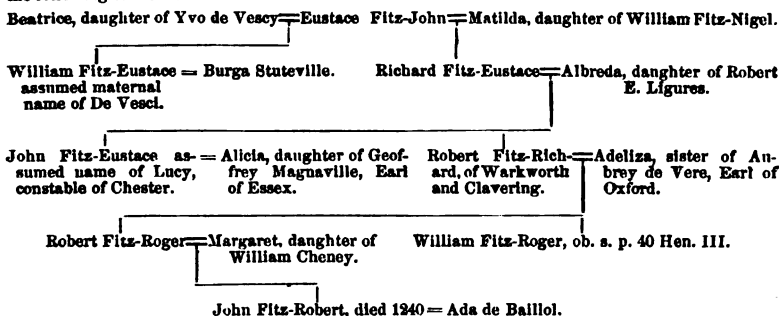 Beatrice, daughter of Yvo de Vescy=Eustace Fitz-John=Matilda, daughter of William Fitz-Nigel.
William Fitz-Eustace = Burga Stuteville. Richard Fitz-Eustace=Albreda, danghter of Robert
assumed maternal E. Ligures.
name of De Vesci.
John Fitz-Eustace as- = Alicia, daughter of Geof- Robert Fitz-Rich-=Adeliza, sister of Au-
sumed name of Lucy, frey Magnaville, Earl ard, of Warkworth brey de Vere, Earl of
constable of Chester. of Essex. and Clavering. Oxford.
Robert Fitz-Roger=Margaret, danghter of William Fitz-Roger, ob. s. p. 40 Hen. III.
William Cheney.
John Fitz-Robert, died 1240 = Ada de Baillol.